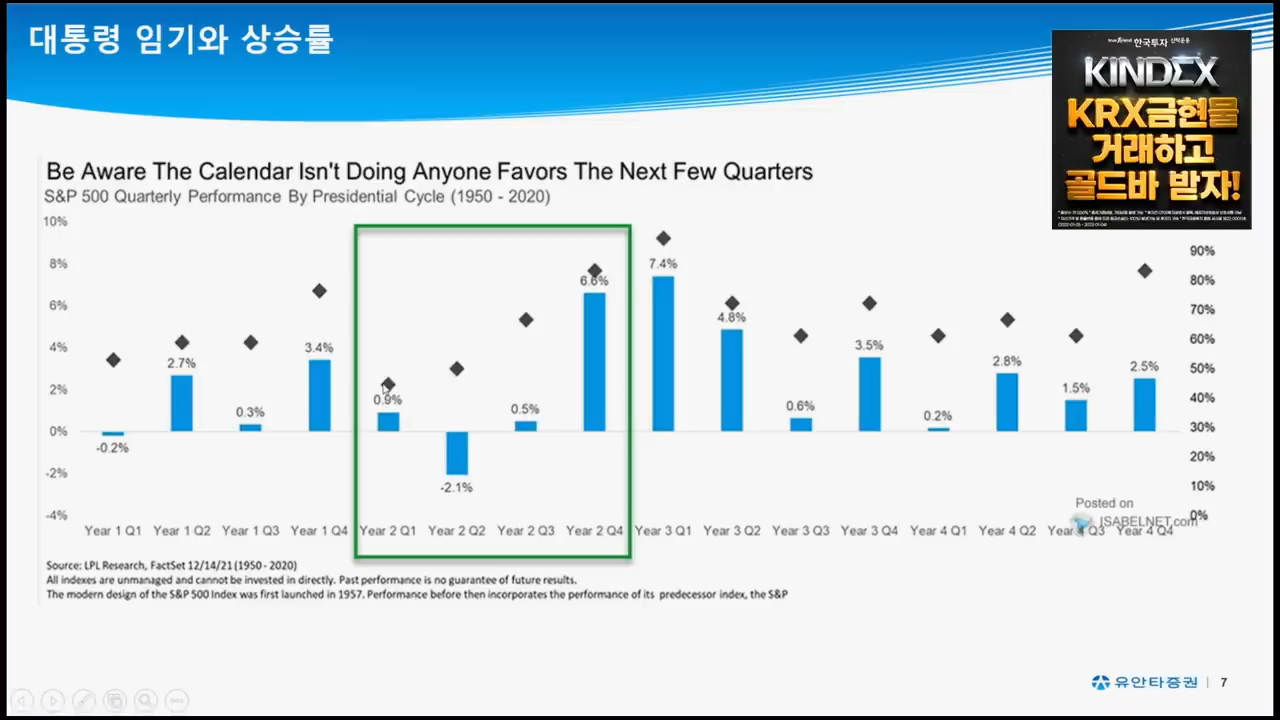 대통령 임기와 상승률
한국투자 신탁운용
KINDEX
KRX금현물
거래하고
골드바 받자!
Be Aware The Calendar Isn't Doing Anyone Favors The Next Few Quarters
S&P 500 Quarterly Performance By Presidential Cycle (1950 - 2020)
10%
8%
6%
4%
2%
0%
-2%
-4%
90%
80%
70%
60%
50%
40%
30%
20%
10%
0%
-0.2%
2.7%
0.3%
3.4%
0.9%
-2.1%
0.5%
6.6%
7.4%
4.8%
0.6%
3.5%
0.2%
2.8%
1.5%
2.5%
Year 1 Q1 Year 1 Q2 Year 1 Q3 Year 1 Q4 Year 2 Q1 Year 2 Q2 Year 2 Q3 Year 2 Q4 Year 3 Q1 Year 3 Q2 Year 3 Q3 Year 3 Q4 Year 4 Q1 Year 4 Q2 Year 4 Q3 Year 4 Q4
Posted on
ISABELNET.com
Source: LPL Research, FactSet 12/14/21 (1950 - 2020)
All indexes are unmanaged and cannot be invested in directly. Past performance is no guarantee of future results.
The modern design of the S&P 500 Index was first launched in 1957. Performance before then incorporates the performance of its predecessor index, the S&P
유안타증권 | 7